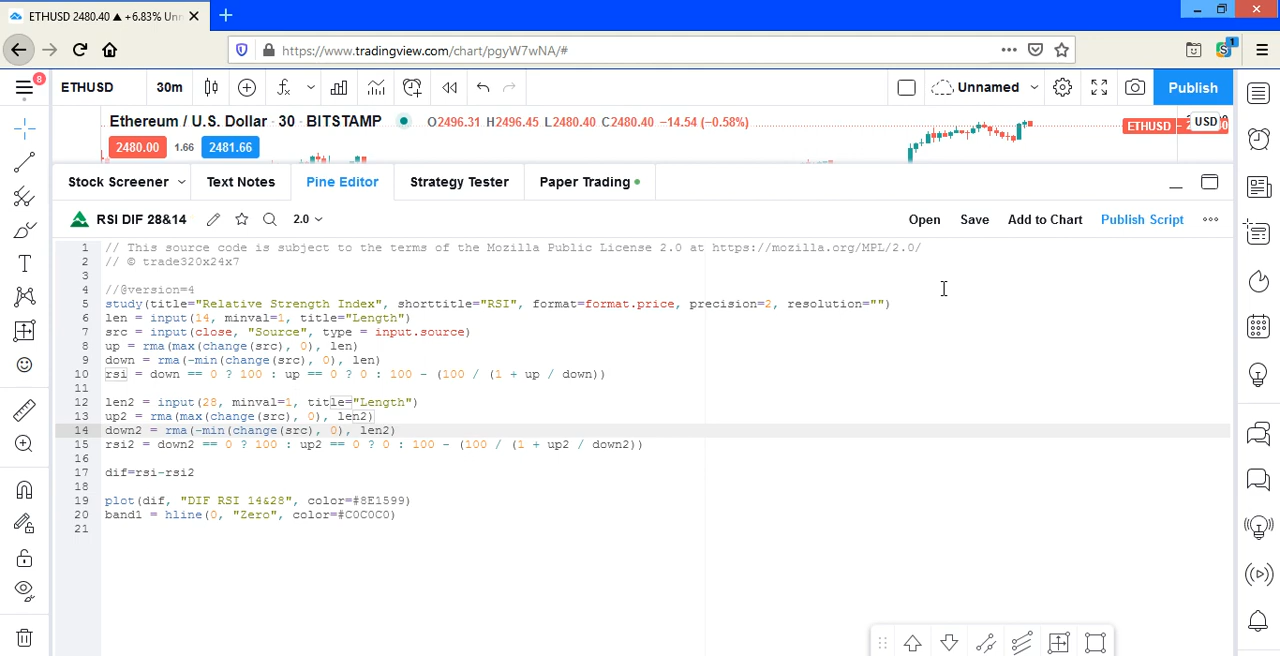 ETHUSD 2480.40 ▲ +6.83% Unn
https://www.tradingview.com/chart/pgyW7wNA/#
S 1
8
ETHUSD 30m Unnamed Publish
Ethereum / U.S. Dollar · 30 · BITSTAMP O2496.31 H2496.45 L2480.40 C2480.40 −14.54 (−0.58%)
USD
ETHUSD
2480.00 1.66 2481.66
Stock Screener Text Notes Pine Editor Strategy Tester Paper Trading
RSI DIF 28&14 2.0 Open Save Add to Chart Publish Script
1 // This source code is subject to the terms of the Mozilla Public License 2.0 at https://mozilla.org/MPL/2.0/
2 // © trade320x24x7
3
4 //@version=4
5 study(title="Relative Strength Index", shorttitle="RSI", format=format.price, precision=2, resolution="")
6 len = input(14, minval=1, title="Length")
7 src = input(close, "Source", type = input.source)
8 up = rma(max(change(src), 0), len)
9 down = rma(-min(change(src), 0), len)
10 rsi = down == 0 ? 100 : up == 0 ? 0 : 100 - (100 / (1 + up / down))
11
12 len2 = input(28, minval=1, title="Length")
13 up2 = rma(max(change(src), 0), len2)
14 down2 = rma(-min(change(src), 0), len2)
15 rsi2 = down2 == 0 ? 100 : up2 == 0 ? 0 : 100 - (100 / (1 + up2 / down2))
16
17 dif=rsi-rsi2
18
19 plot(dif, "DIF RSI 14&28", color=#8E1599)
20 band1 = hline(0, "Zero", color=#C0C0C0)
21